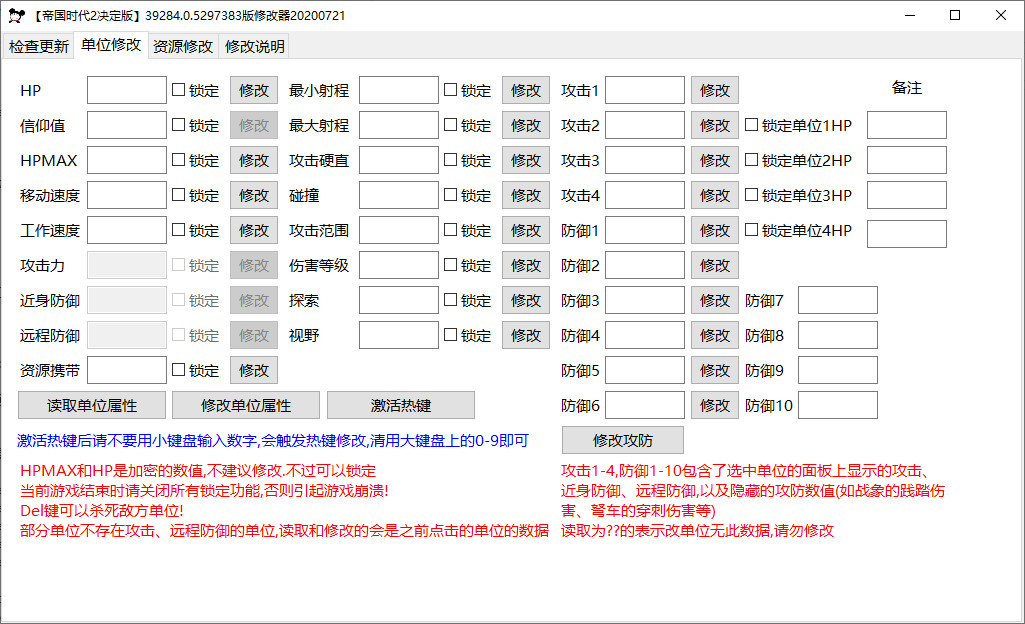 【帝国时代2决定版】39284.0.5297383版修改器20200721
检查更新 单位修改 资源修改 修改说明
HP 锁定 修改 最小射程 锁定 修改 攻击1 修改 备注
信仰值 锁定 修改 最大射程 锁定 修改 攻击2 修改 锁定单位1HP
HPMAX 锁定 修改 攻击硬直 锁定 修改 攻击3 修改 锁定单位2HP
移动速度 锁定 修改 碰撞 锁定 修改 攻击4 修改 锁定单位3HP
工作速度 锁定 修改 攻击范围 锁定 修改 防御1 修改 锁定单位4HP
攻击力 锁定 修改 伤害等级 锁定 修改 防御2 修改
近身防御 锁定 修改 探索 锁定 修改 防御3 修改 防御7
远程防御 锁定 修改 视野 锁定 修改 防御4 修改 防御8
资源携带 锁定 修改 防御5 修改 防御9
读取单位属性 修改单位属性 激活热键 防御6 修改 防御10
激活热键后请不要用小键盘输入数字,会触发热键修改,清用大键盘上的0-9即可 修改攻防
HPMAX和HP是加密的数值,不建议修改.不过可以锁定
当前游戏结束时请关闭所有锁定功能,否则引起游戏崩溃!
Del键可以杀死敌方单位!
部分单位不存在攻击、远程防御的单位,读取和修改的会是之前点击的单位的数据
攻击1-4,防御1-10包含了选中单位的面板上显示的攻击、
近身防御、远程防御,以及隐藏的攻防数值(如战象的践踏伤
害、弩车的穿刺伤害等)
读取为??的表示改单位无此数据,请勿修改